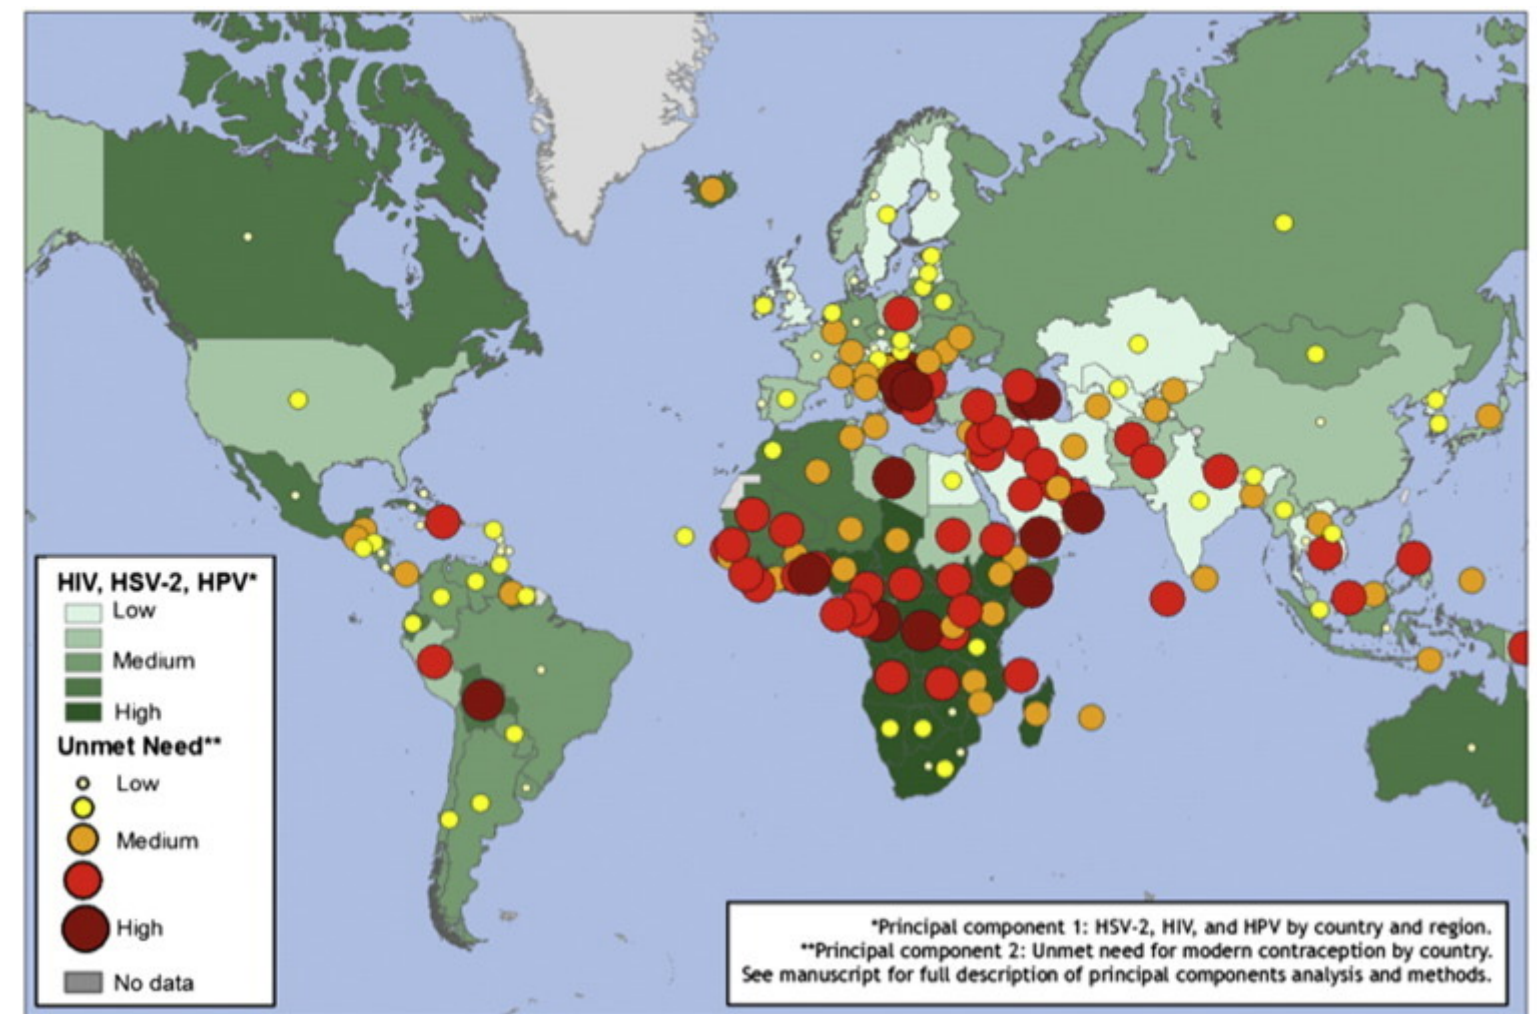 HIV, HSV-2, HPV*
Low
Medium
High
Unmet Need**
Low
Medium
High
No data
*Principal component 1: HSV-2, HIV, and HPV by country and region.
**Principal component 2: Unmet need for modern contraception by country.
See manuscript for full description of principal components analysis and methods.